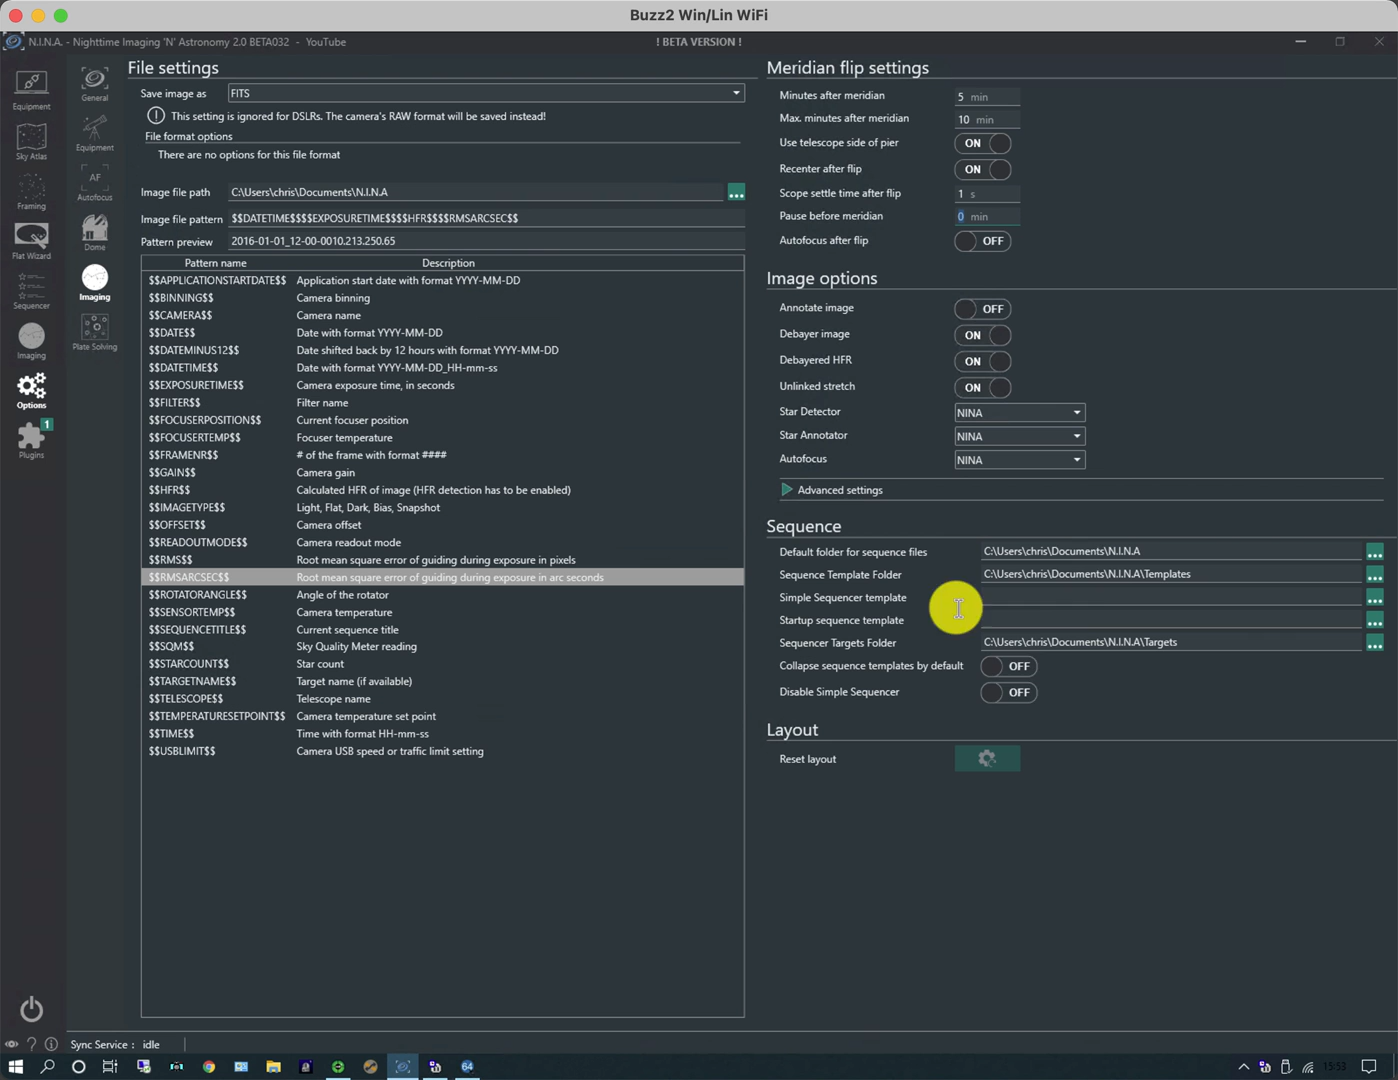 Buzz2 Win/Lin WiFi
N.I.N.A. - Nighttime Imaging 'N' Astronomy 2.0 BETA032 - YouTube
! BETA VERSION !
Equipment
Sky Atlas
Framing
Flat Wizard
Sequencer
Imaging
Options
1
Plugins
General
Equipment
AF
Autofocus
Dome
Imaging
Plate Solving
File settings
Save image as FITS
This setting is ignored for DSLRs. The camera's RAW format will be saved instead!
File format options
There are no options for this file format
Image file path C:\Users\chris\Documents\N.I.N.A ...
Image file pattern $$DATETIME$$$$EXPOSURETIME$$$$HFR$$$$RMSARCSEC$$
Pattern preview 2016-01-01_12-00-0010.213.250.65
Pattern name Description
$$APPLICATIONSTARTDATE$$ Application start date with format YYYY-MM-DD
$$BINNING$$ Camera binning
$$CAMERA$$ Camera name
$$DATE$$ Date with format YYYY-MM-DD
$$DATEMINUS12$$ Date shifted back by 12 hours with format YYYY-MM-DD
$$DATETIME$$ Date with format YYYY-MM-DD_HH-mm-ss
$$EXPOSURETIME$$ Camera exposure time, in seconds
$$FILTER$$ Filter name
$$FOCUSERPOSITION$$ Current focuser position
$$FOCUSERTEMP$$ Focuser temperature
$$FRAMENR$$ # of the frame with format ####
$$GAIN$$ Camera gain
$$HFR$$ Calculated HFR of image (HFR detection has to be enabled)
$$IMAGETYPE$$ Light, Flat, Dark, Bias, Snapshot
$$OFFSET$$ Camera offset
$$READOUTMODE$$ Camera readout mode
$$RMS$$ Root mean square error of guiding during exposure in pixels
$$RMSARCSEC$$ Root mean square error of guiding during exposure in arc seconds
$$ROTATORANGLE$$ Angle of the rotator
$$SENSORTEMP$$ Camera temperature
$$SEQUENCETITLE$$ Current sequence title
$$SQM$$ Sky Quality Meter reading
$$STARCOUNT$$ Star count
$$TARGETNAME$$ Target name (if available)
$$TELESCOPE$$ Telescope name
$$TEMPERATURESETPOINT$$ Camera temperature set point
$$TIME$$ Time with format HH-mm-ss
$$USBLIMIT$$ Camera USB speed or traffic limit setting
Meridian flip settings
Minutes after meridian 5 min
Max. minutes after meridian 10 min
Use telescope side of pier ON
Recenter after flip ON
Scope settle time after flip 1 s
Pause before meridian 0 min
Autofocus after flip OFF
Image options
Annotate image OFF
Debayer image ON
Debayered HFR ON
Unlinked stretch ON
Star Detector NINA
Star Annotator NINA
Autofocus NINA
Advanced settings
Sequence
Default folder for sequence files C:\Users\chris\Documents\N.I.N.A ...
Sequence Template Folder C:\Users\chris\Documents\N.I.N.A\Templates ...
Simple Sequencer template ...
Startup sequence template ...
Sequencer Targets Folder C:\Users\chris\Documents\N.I.N.A\Targets ...
Collapse sequence templates by default OFF
Disable Simple Sequencer OFF
Layout
Reset layout
Sync Service : idle
64
15:53